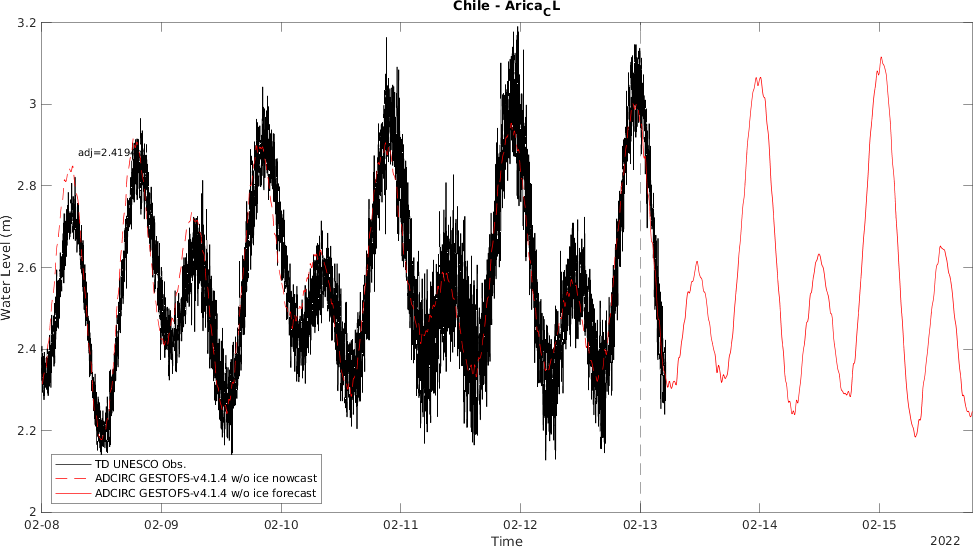 Chile - Arica_CL
3.2
3
2.8
2.6
2.4
2.2
2
Water Level (m)
adj=2.4194
TD UNESCO Obs.
ADCIRC GESTOFS-v4.1.4 w/o ice nowcast
ADCIRC GESTOFS-v4.1.4 w/o ice forecast
02-08 02-09 02-10 02-11 02-12 02-13 02-14 02-15
Time
2022